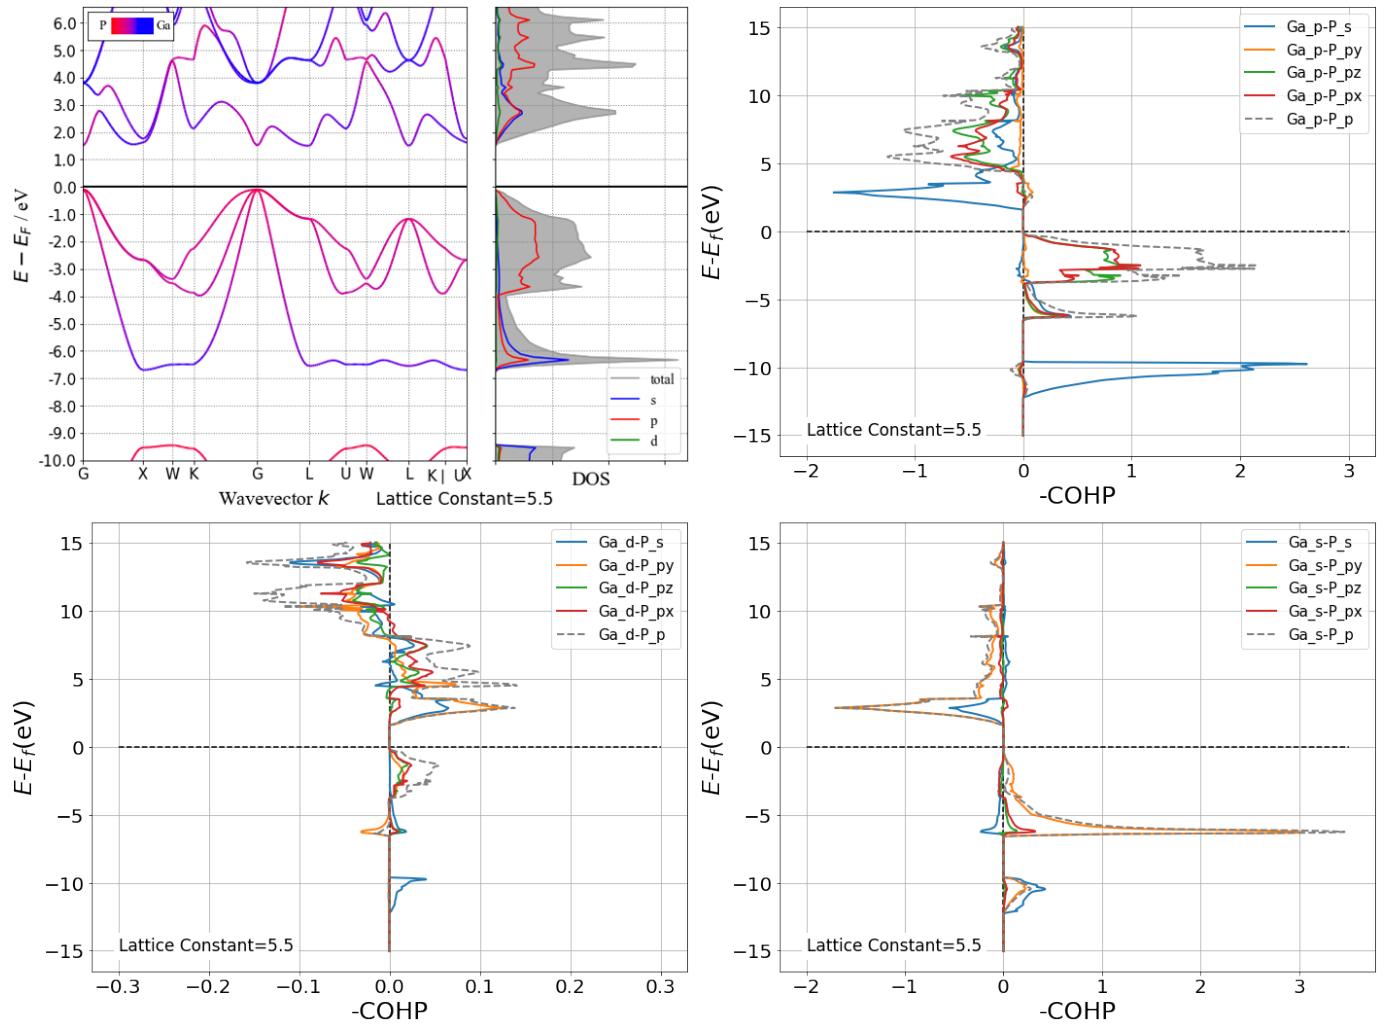 6.0
5.0
4.0
3.0
2.0
1.0
0.0
-1.0
-2.0
-3.0
-4.0
-5.0
-6.0
-7.0
-8.0
-9.0
-10.0
E − E_F / eV
P Ga
G X W K G L U W L K | U X
Wavevector k
Lattice Constant=5.5
total
s
p
d
DOS
15
10
5
0
−5
−10
−15
E-E_f(eV)
Ga_p-P_s
Ga_p-P_py
Ga_p-P_pz
Ga_p-P_px
Ga_p-P_p
Lattice Constant=5.5
−2 −1 0 1 2 3
-COHP
15
10
5
0
−5
−10
−15
E-E_f(eV)
Ga_d-P_s
Ga_d-P_py
Ga_d-P_pz
Ga_d-P_px
Ga_d-P_p
Lattice Constant=5.5
−0.3 −0.2 −0.1 0.0 0.1 0.2 0.3
-COHP
15
10
5
0
−5
−10
−15
E-E_f(eV)
Ga_s-P_s
Ga_s-P_py
Ga_s-P_pz
Ga_s-P_px
Ga_s-P_p
Lattice Constant=5.5
−2 −1 0 1 2 3
-COHP